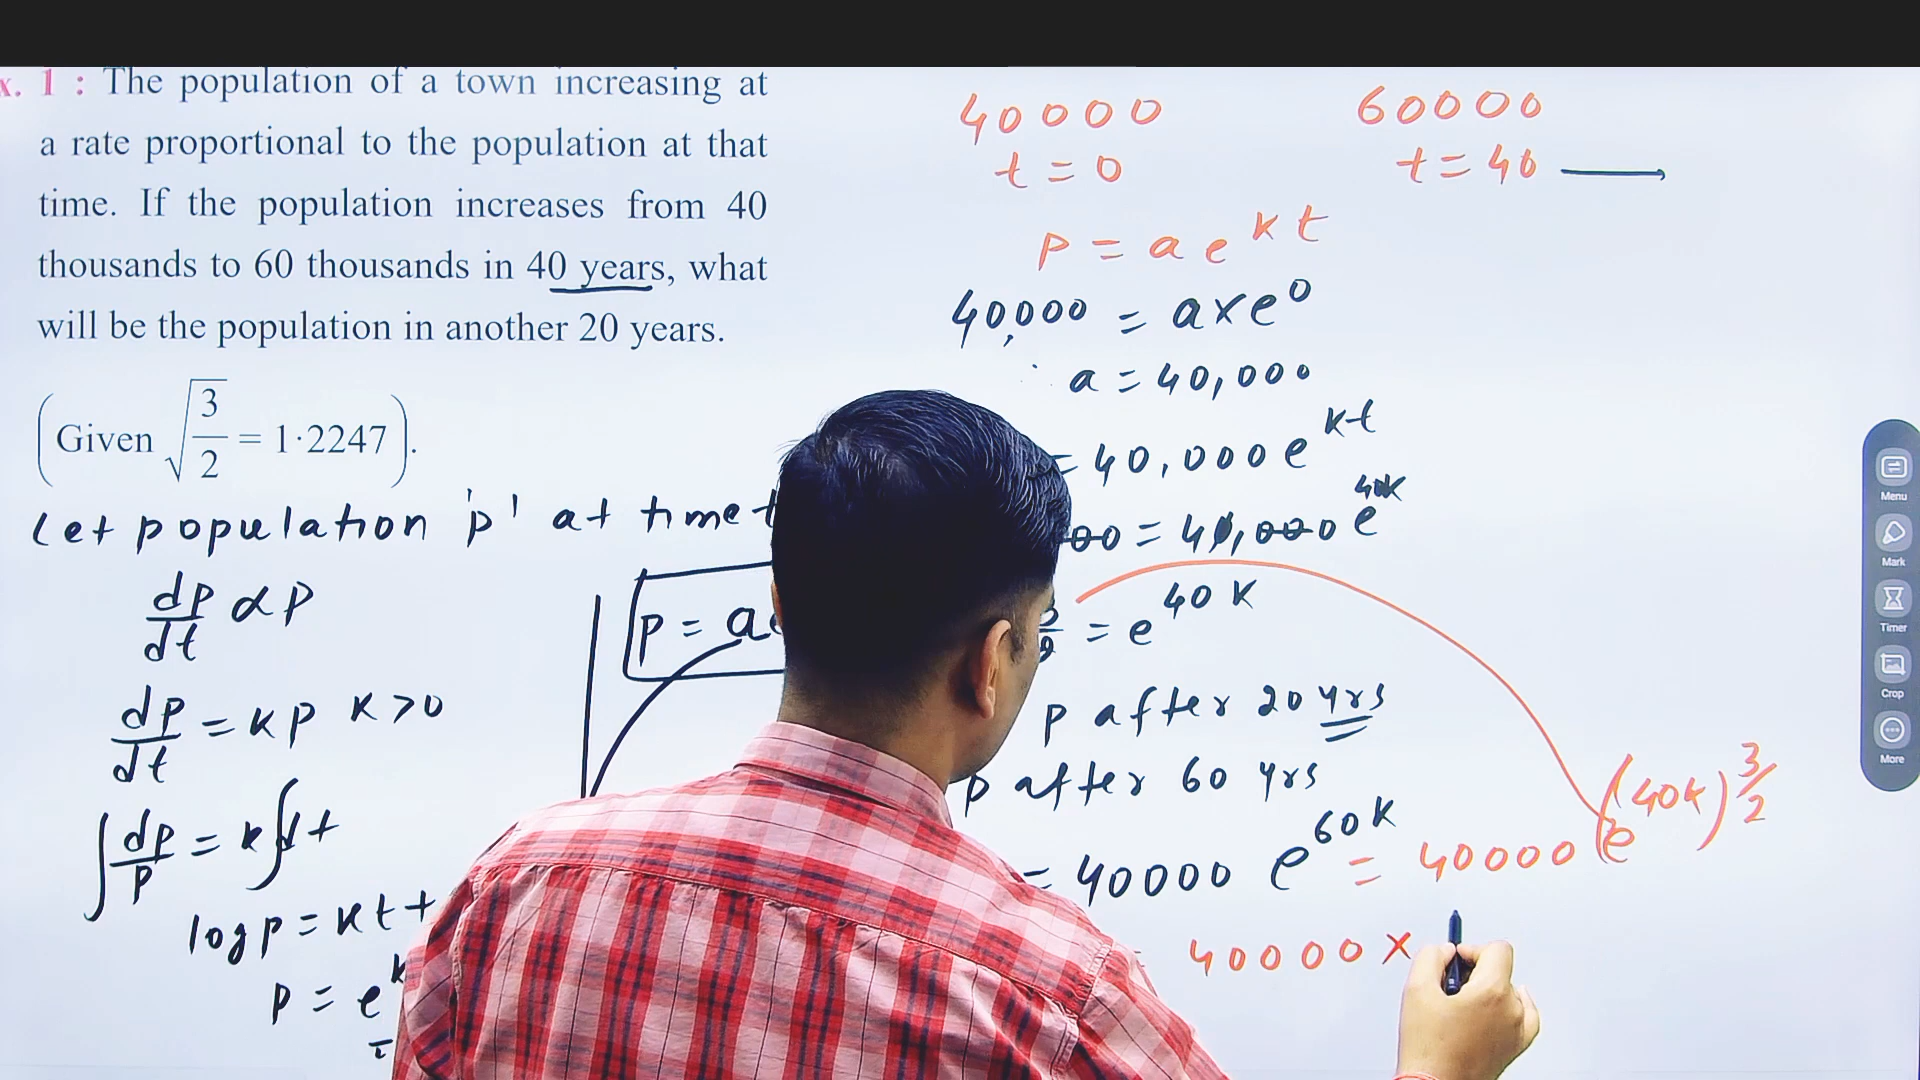 x. 1 : The population of a town increasing at
a rate proportional to the population at that
time. If the population increases from 40
thousands to 60 thousands in 40 years, what
will be the population in another 20 years.
(Given √3/2 = 1·2247).
Let population 'p' at time t
dp/dt ∝ p
dp/dt = kp k>0
∫dp/p = k∫dt
log p = kt +
p = e^k
p = a
40000 60000
t = 0 t = 40 ⟶
p = a e^kt
40,000 = a×e^0
a = 40,000
= 40,000 e^kt
00 = 40,000 e^40k
= e^40k
p after 20 yrs
p after 60 yrs
= 40000 e^60k = 40000 (e^(40k)^3/2
40000 ×
Menu
Mark
Timer
Crop
More